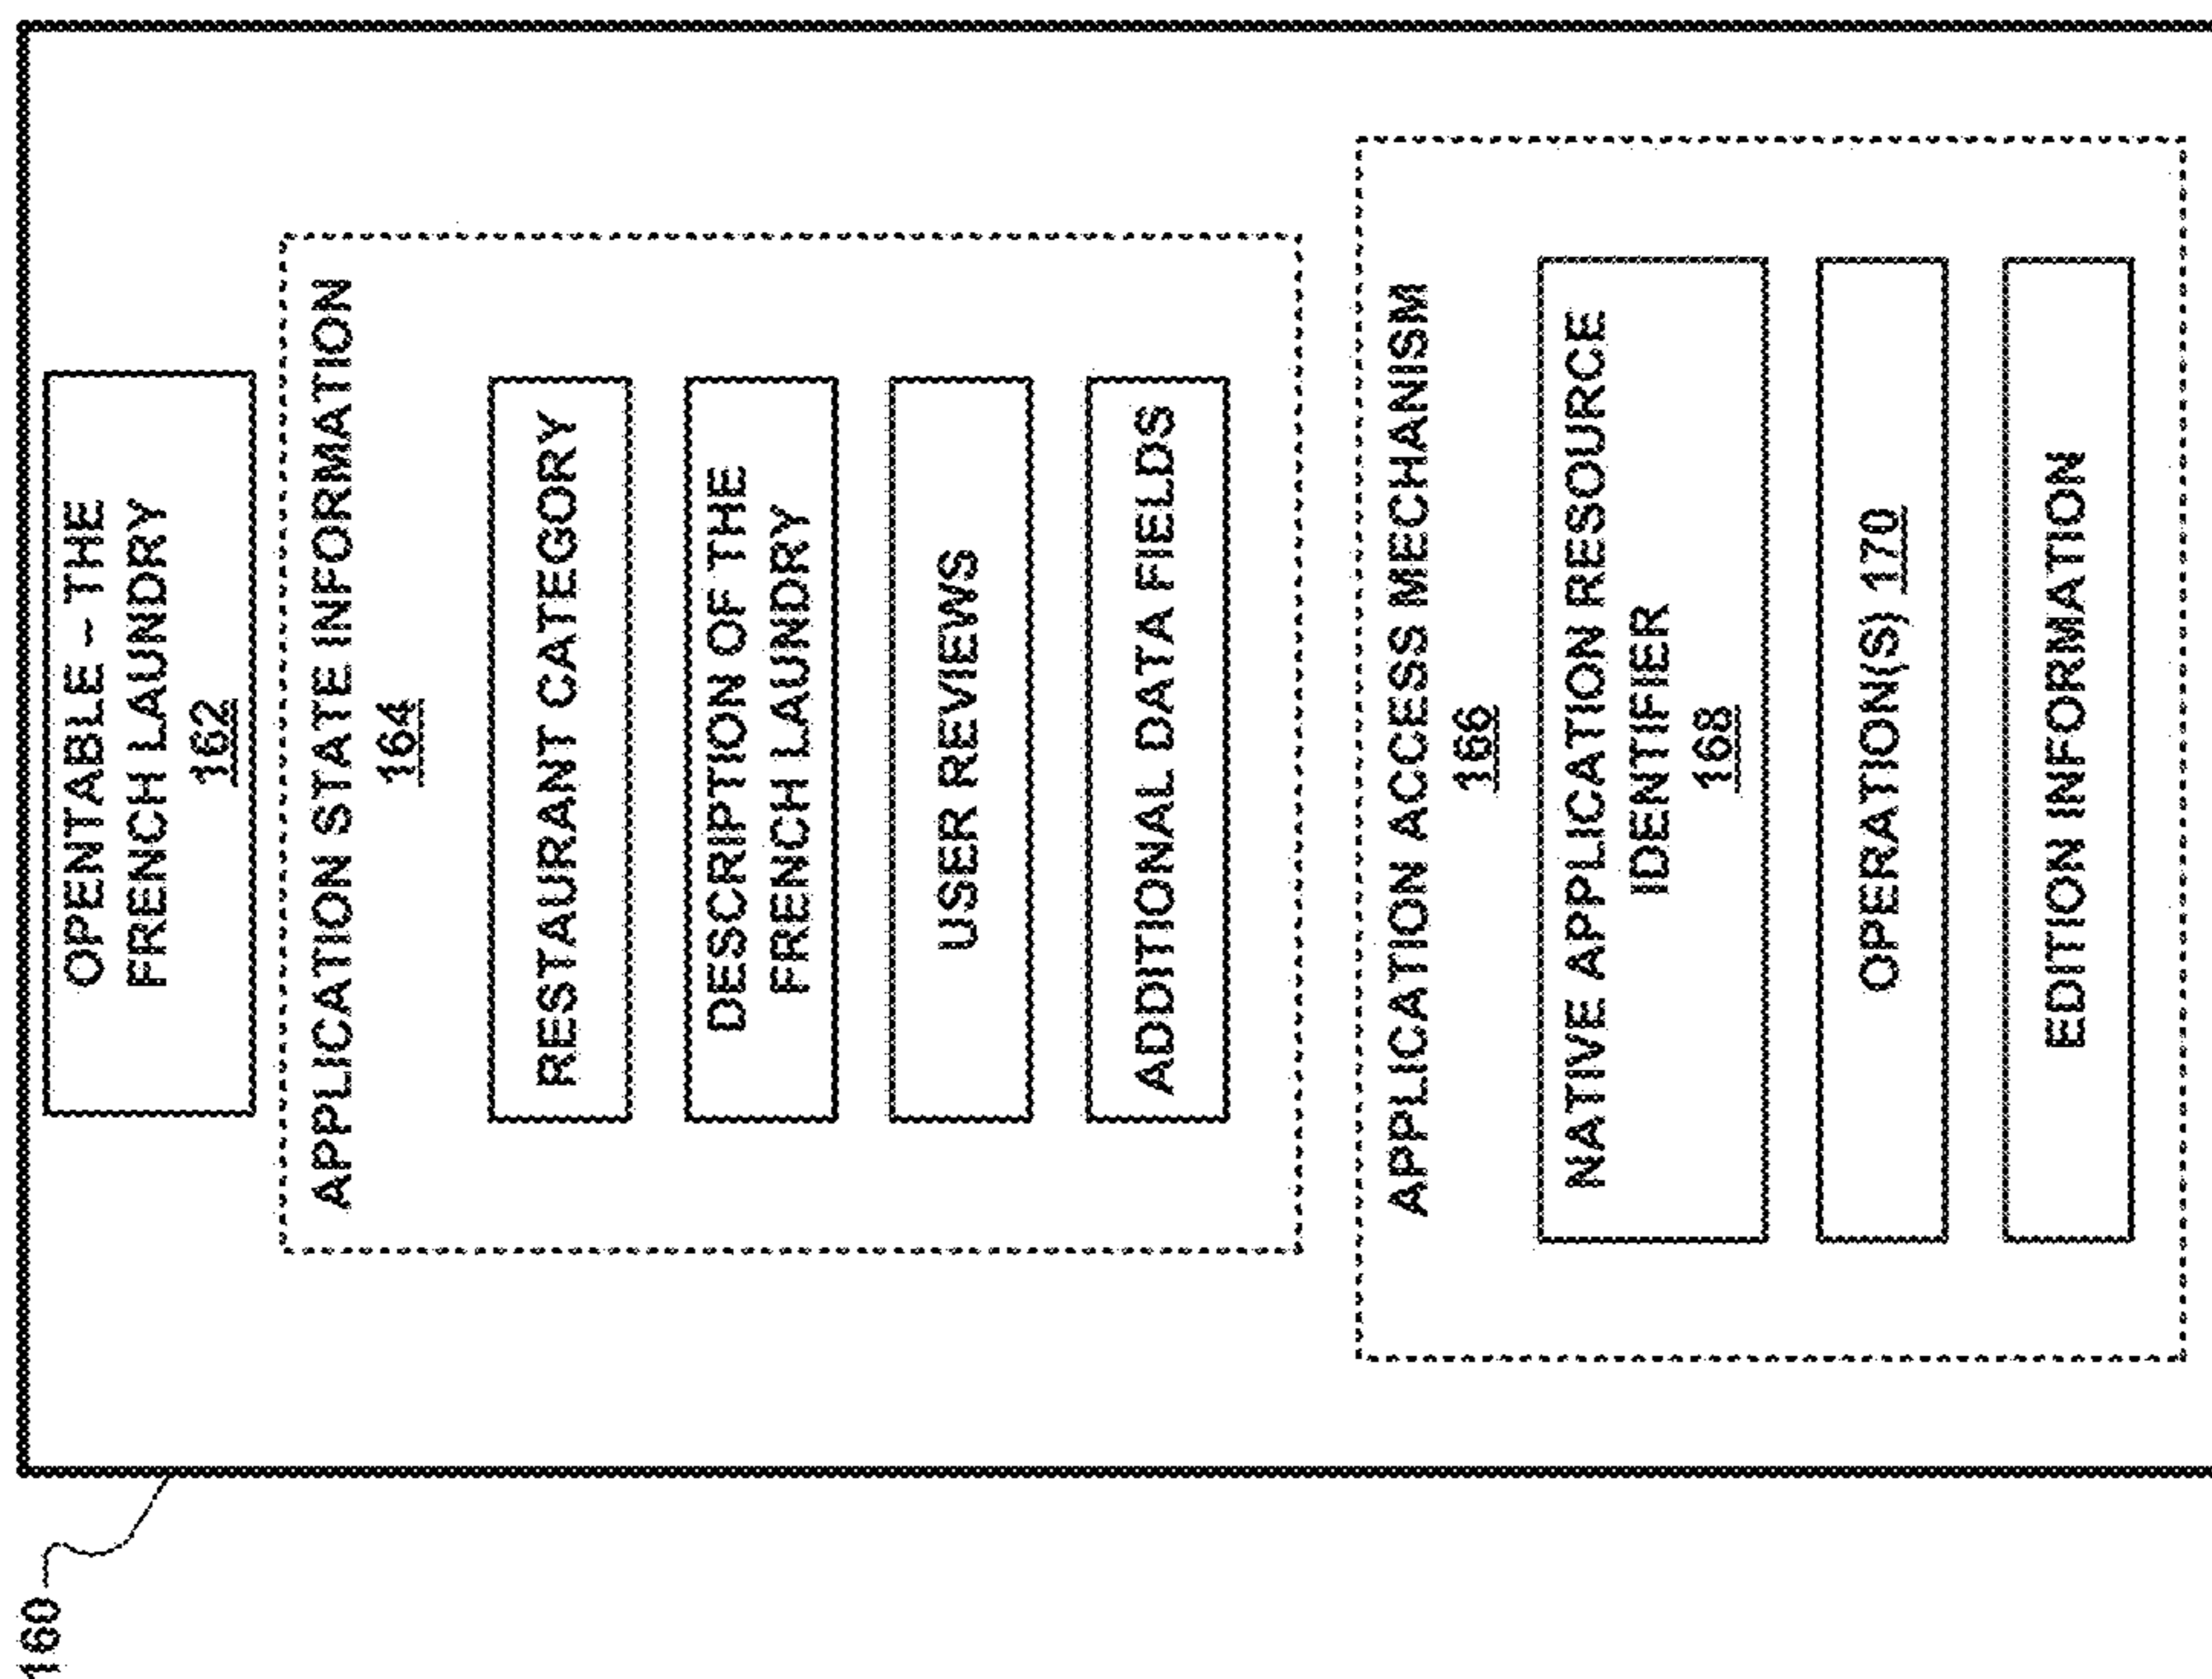 160
OPENTABLE - THE
FRENCH LAUNDRY
162
APPLICATION STATE INFORMATION
164
RESTAURANT CATEGORY
DESCRIPTION OF THE
FRENCH LAUNDRY
USER REVIEWS
ADDITIONAL DATA FIELDS
APPLICATION ACCESS MECHANISM
166
NATIVE APPLICATION RESOURCE
IDENTIFIER
168
OPERATION(S) 170
EDITION INFORMATION